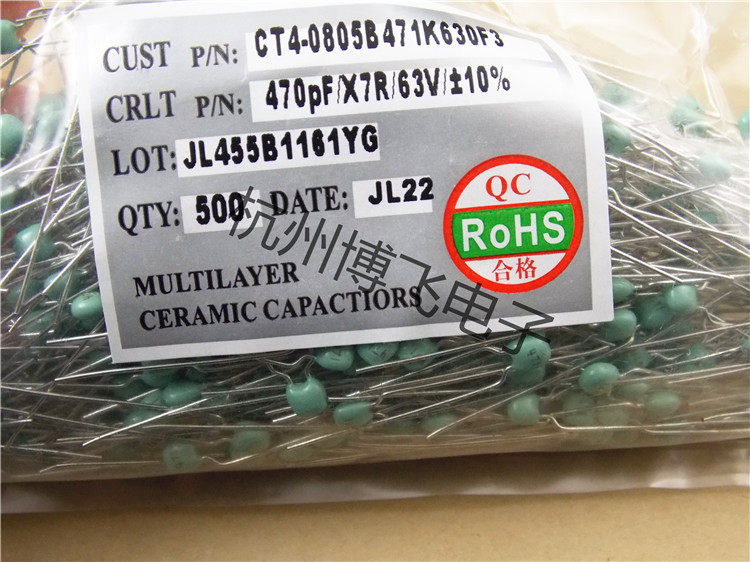 CUST P/N: CT4-0805B471K630F3
CRLT P/N: 470pF/X7R/63V/±10%
LOT: JL455B1161YG
QTY: 500 DATE: JL22
QC
RoHS
合格
MULTILAYER
CERAMIC CAPACTIORS
杭州博飞电子